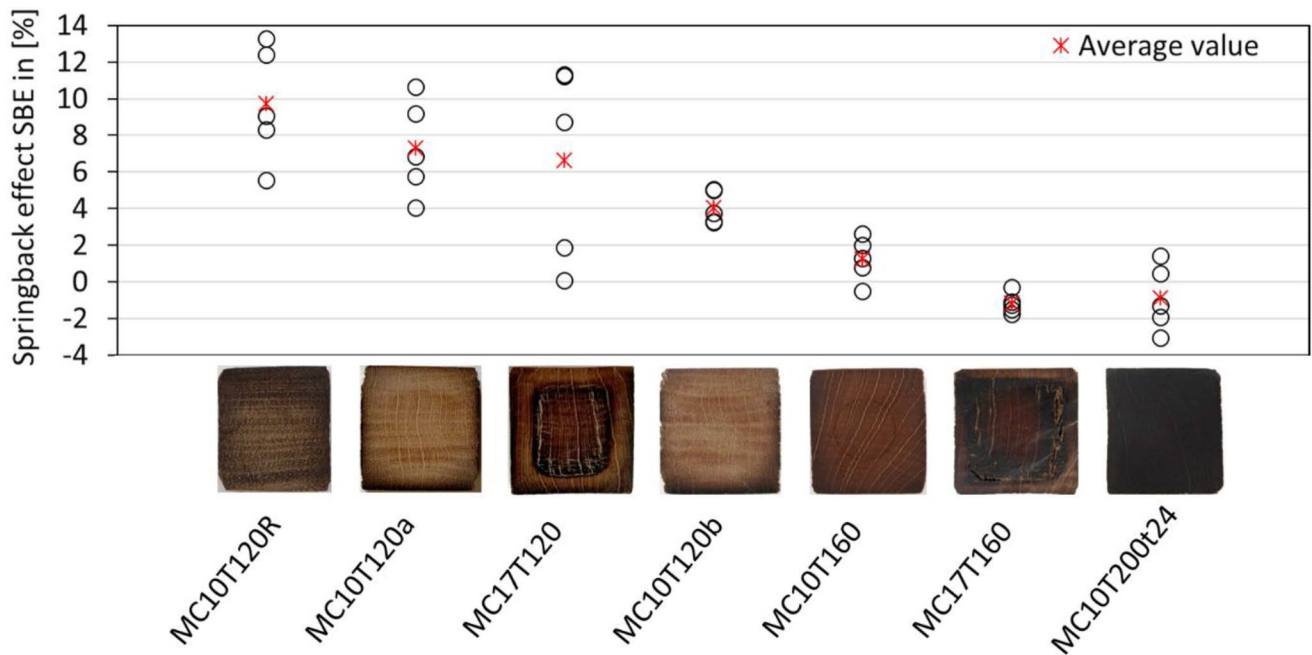 Springback effect SBE in [%]
14
12
10
8
6
4
2
0
-2
-4
Average value
MC10T120R
MC10T120a
MC17T120
MC10T120b
MC10T160
MC17T160
MC10T200t24